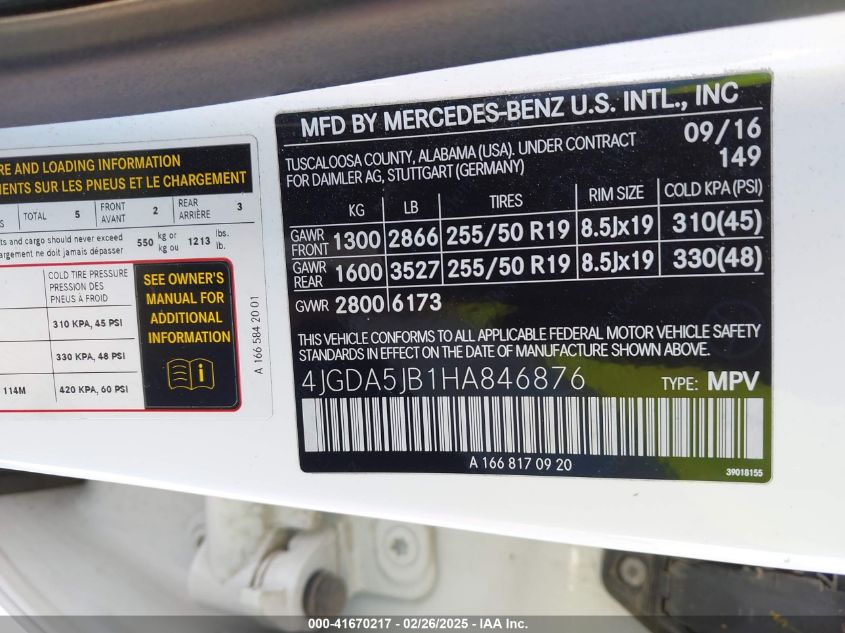 RE AND LOADING INFORMATION
MENTS SUR LES PNEUS ET LE CHARGEMENT
S TOTAL 5 FRONT AVANT 2 REAR ARRIÈRE 3
ts and cargo should never exceed 550 kg or 1213 lbs.
argement ne doit jamais dépasser kg ou lb.
COLD TIRE PRESSURE
PRESSION DES
PNEUS À FROID
310 KPA, 45 PSI
330 KPA, 48 PSI
114M 420 KPA, 60 PSI
SEE OWNER'S
MANUAL FOR
ADDITIONAL
INFORMATION
A 166 584 20 01
MFD BY MERCEDES-BENZ U.S. INTL., INC
TUSCALOOSA COUNTY, ALABAMA (USA). UNDER CONTRACT 09/16
FOR DAIMLER AG, STUTTGART (GERMANY) 149
KG LB TIRES RIM SIZE COLD KPA (PSI)
GAWR FRONT 1300 2866 255/50 R19 8.5Jx19 310(45)
GAWR REAR 1600 3527 255/50 R19 8.5Jx19 330(48)
GVWR 2800 6173
THIS VEHICLE CONFORMS TO ALL APPLICABLE FEDERAL MOTOR VEHICLE SAFETY
STANDARDS IN EFFECT ON THE DATE OF MANUFACTURE SHOWN ABOVE.
4JGDA5JB1HA846876 TYPE: MPV
A 166 817 09 20
39018155
000-41670217 - 02/26/2025 - IAA Inc.